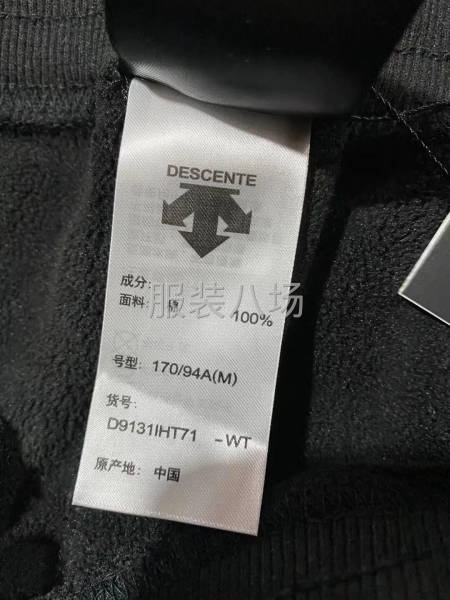 DESCENTE
成分:
面料: 100%
服装八场
号型: 170/94A(M)
货号:
D9131IHT71 -WT
原产地: 中国